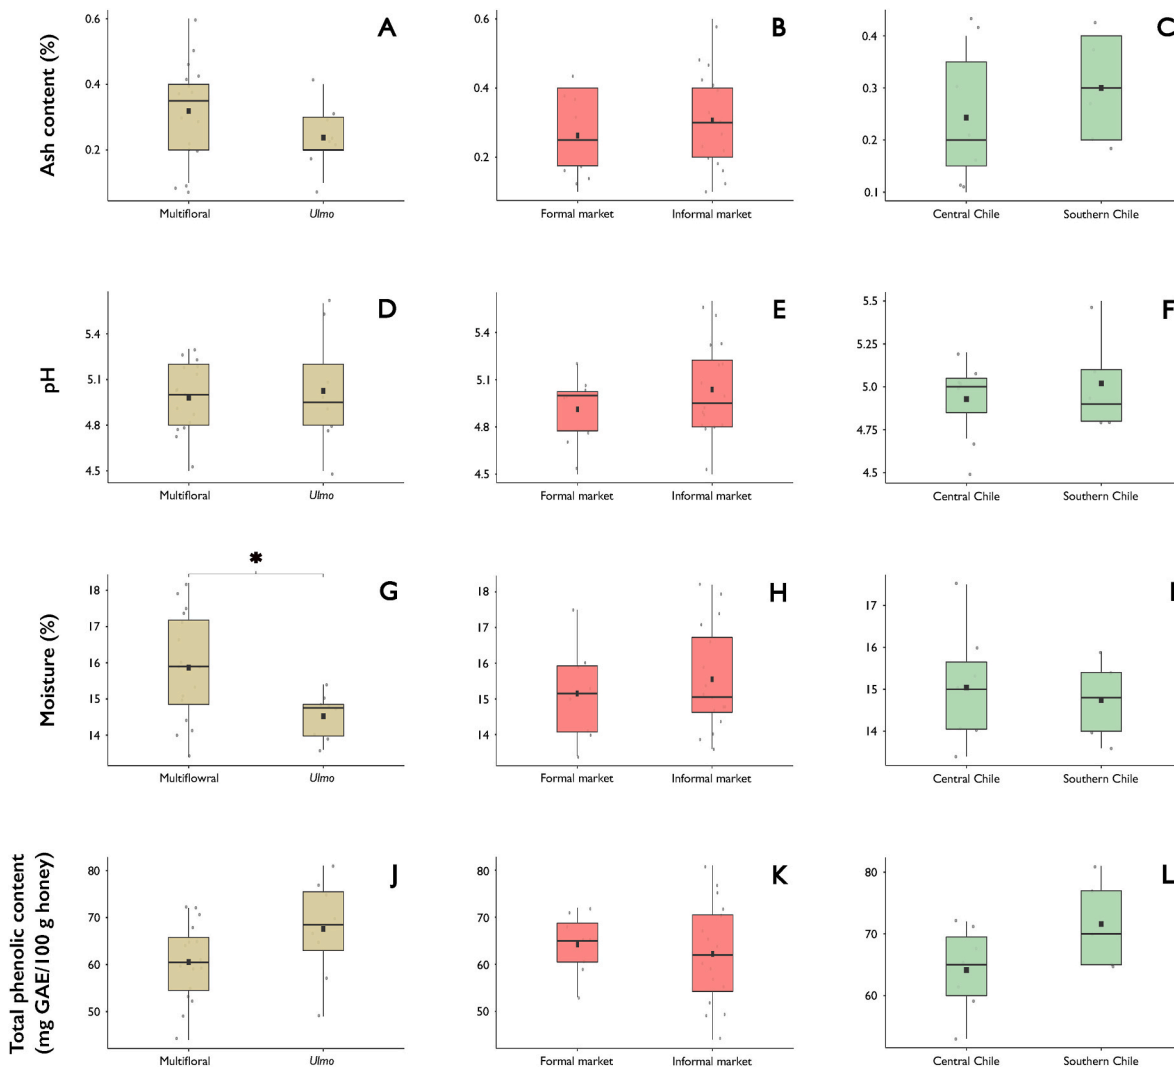 Ash content (%)
0.6
0.4
0.2
A
Multifloral
Ulmo
0.6
0.4
0.2
B
Formal market
Informal market
0.4
0.3
0.2
0.1
C
Central Chile
Southern Chile
pH
5.4
5.1
4.8
4.5
D
Multifloral
Ulmo
5.4
5.1
4.8
4.5
E
Formal market
Informal market
5.5
5.25
5.0
4.75
4.5
F
Central Chile
Southern Chile
Moisture (%)
18
17
16
15
14
*
G
Multiflowral
Ulmo
18
17
16
15
14
H
Formal market
Informal market
17
16
15
14
I
Central Chile
Southern Chile
Total phenolic content
(mg GAE/100 g honey)
80
70
60
50
J
Multifloral
Ulmo
80
70
60
50
K
Formal market
Informal market
80
70
60
L
Central Chile
Southern Chile